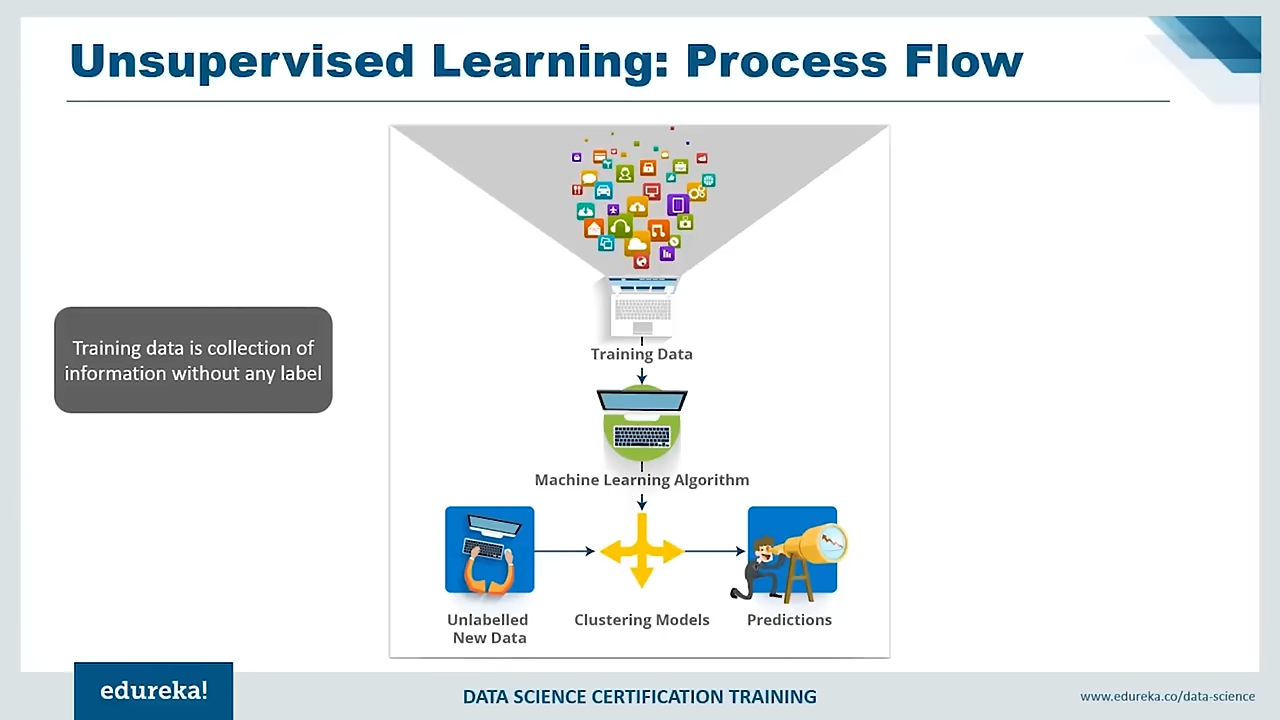 Unsupervised Learning: Process Flow
Training data is collection of
information without any label
Training Data
Machine Learning Algorithm
Unlabelled
New Data
Clustering Models
Predictions
edureka!
DATA SCIENCE CERTIFICATION TRAINING
www.edureka.co/data-science